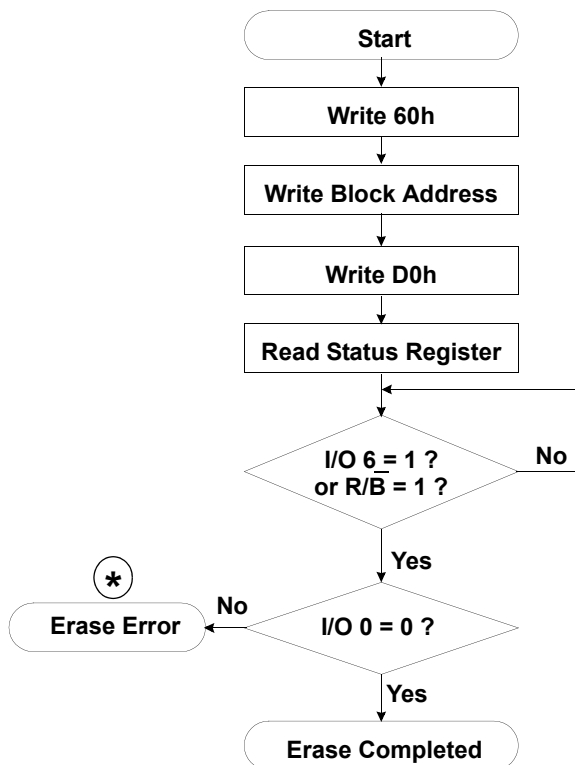 Start
Write 60h
Write Block Address
Write D0h
Read Status Register
I/O 6 = 1 ?
or R/B̅ = 1 ?
No
Yes
*
No
Erase Error
I/O 0 = 0 ?
Yes
Erase Completed